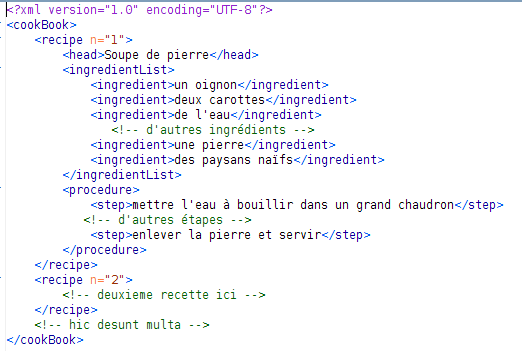 <?xml version="1.0" encoding="UTF-8"?>
<cookBook>
<recipe n="1">
<head>Soupe de pierre</head>
<ingredientList>
<ingredient>un oignon</ingredient>
<ingredient>deux carottes</ingredient>
<ingredient>de l'eau</ingredient>
<!-- d'autres ingrédients -->
<ingredient>une pierre</ingredient>
<ingredient>des paysans naïfs</ingredient>
</ingredientList>
<procedure>
<step>mettre l'eau à bouillir dans un grand chaudron</step>
<!-- d'autres étapes -->
<step>enlever la pierre et servir</step>
</procedure>
</recipe>
<recipe n="2">
<!-- deuxieme recette ici -->
</recipe>
<!-- hic desunt multa -->
</cookBook>